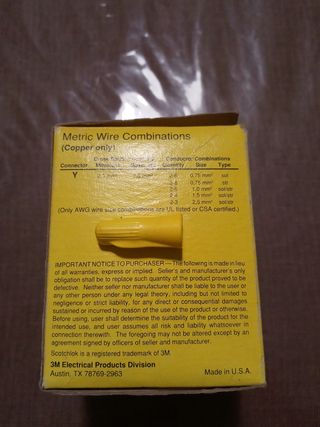 Metric Wire Combinations
(Copper only)
Conductor Combinations
Connector Quantity Size Type
Y 2-6 0,75 mm² sol
0,75 mm² str
1,0 mm² sol/str
2-4 1,5 mm² sol/str
2-3 2,5 mm² sol/str
(Only AWG wire size combinations are UL listed or CSA certified.)
IMPORTANT NOTICE TO PURCHASER—The following is made in lieu
of all warranties, express or implied. Seller's and manufacturer's only
obligation shall be to replace such quantity of the product proved to be
defective. Neither seller nor manufacturer shall be liable to the user or
any other person under any legal theory, including but not limited to
negligence or strict liability, for any direct or consequential damages
sustained or incurred by reason of the use of the product or otherwise.
Before using, user shall determine the suitability of the product for the
intended use, and user assumes all risk and liability whatsoever in
connection therewith. The foregoing may not be altered except by an
agreement signed by officers of seller and manufacturer.
Scotchlok is a registered trademark of 3M.
3M Electrical Products Division
Austin, TX 78769-2963 Made in U.S.A.